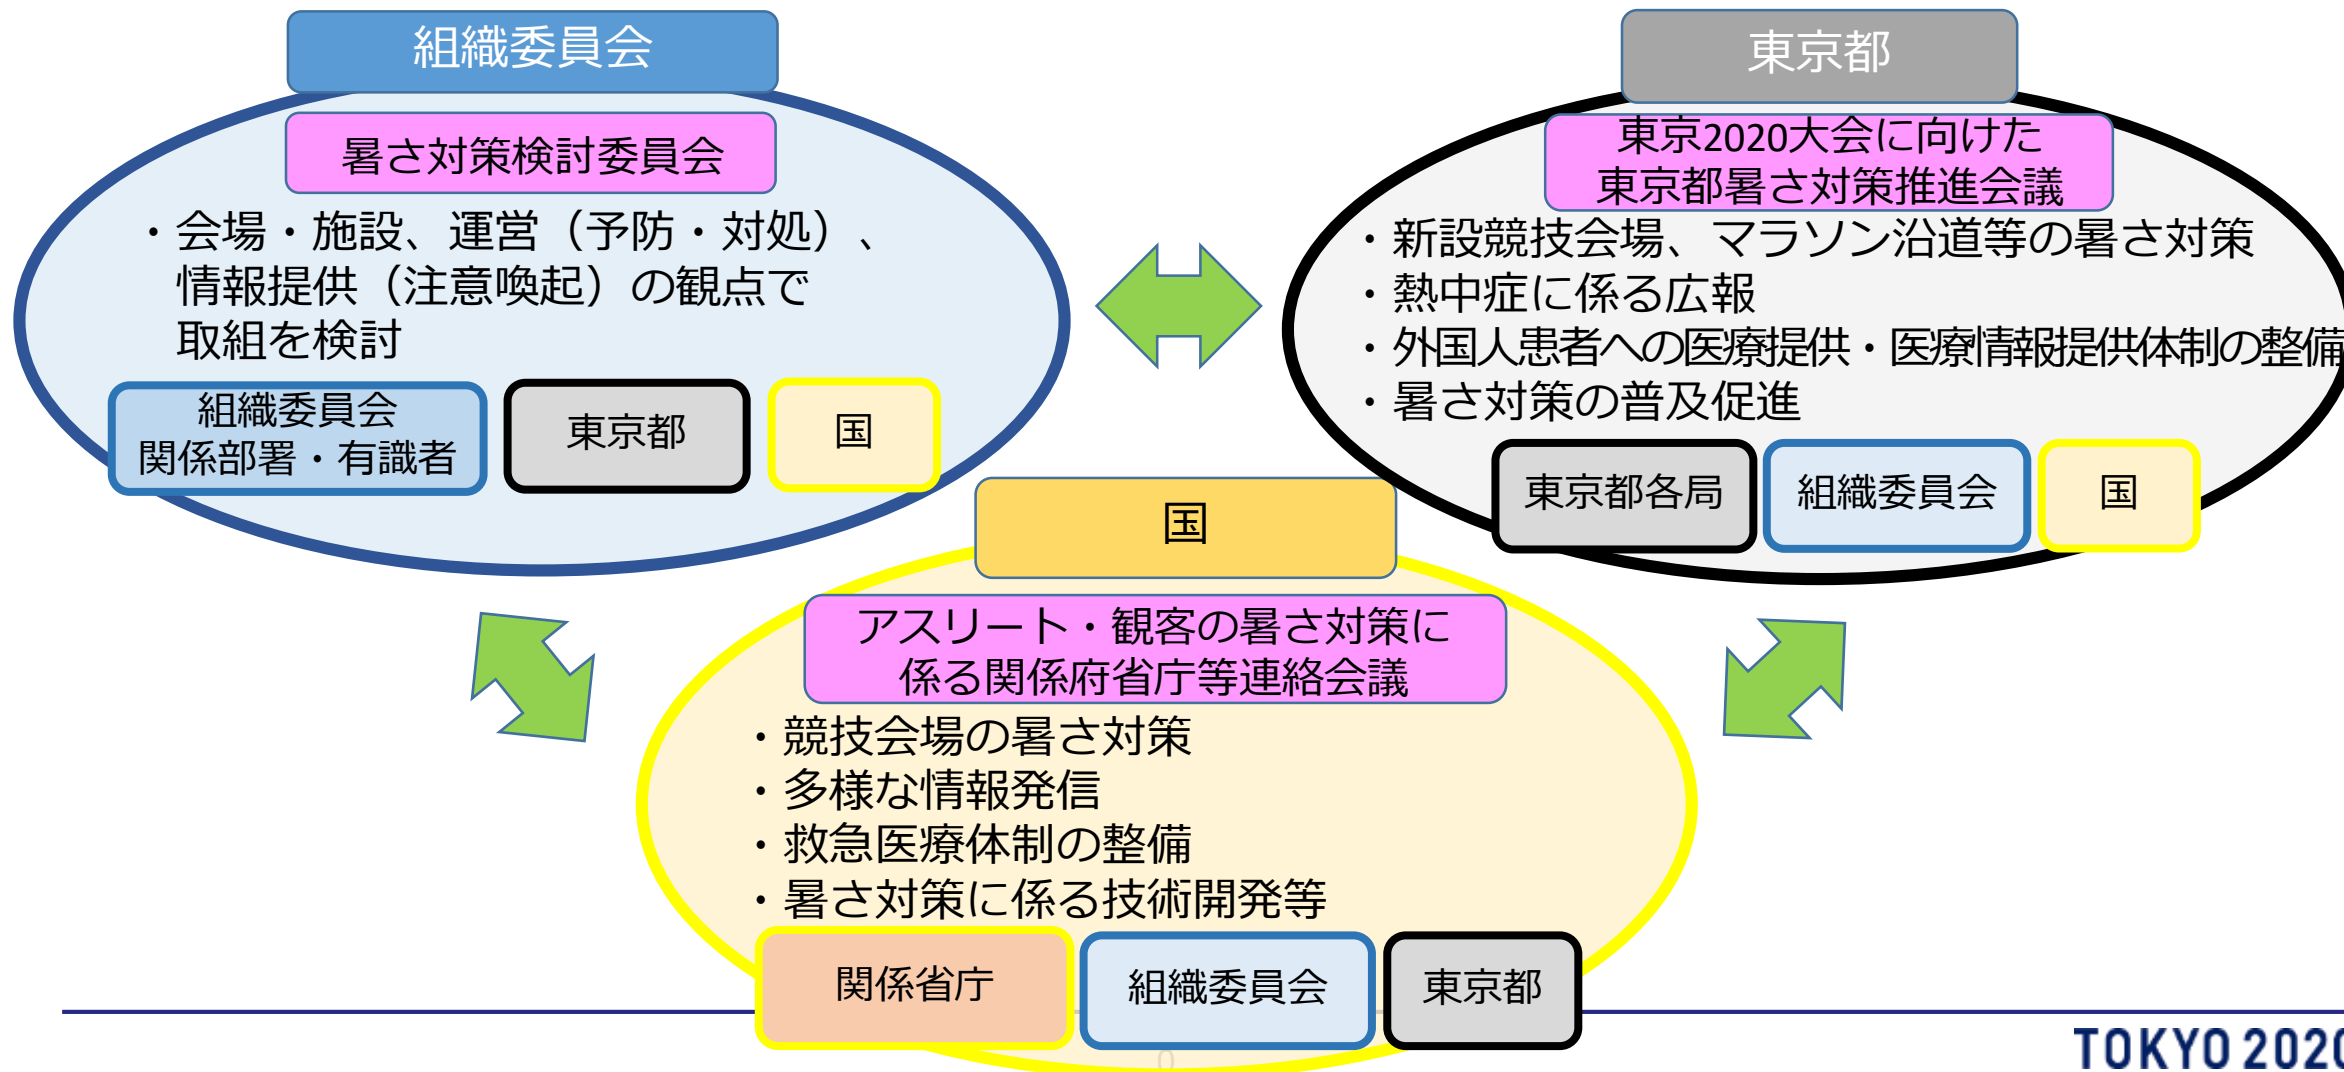 組織委員会
暑さ対策検討委員会
・会場・施設、運営（予防・対処）、
情報提供（注意喚起）の観点で
取組を検討
組織委員会
関係部署・有識者
東京都
国
東京都
東京2020大会に向けた
東京都暑さ対策推進会議
・新設競技会場、マラソン沿道等の暑さ対策
・熱中症に係る広報
・外国人患者への医療提供・医療情報提供体制の整備
・暑さ対策の普及促進
東京都各局
組織委員会
国
国
アスリート・観客の暑さ対策に
係る関係府省庁等連絡会議
・競技会場の暑さ対策
・多様な情報発信
・救急医療体制の整備
・暑さ対策に係る技術開発等
関係省庁
組織委員会
東京都
0
TOKYO 2020